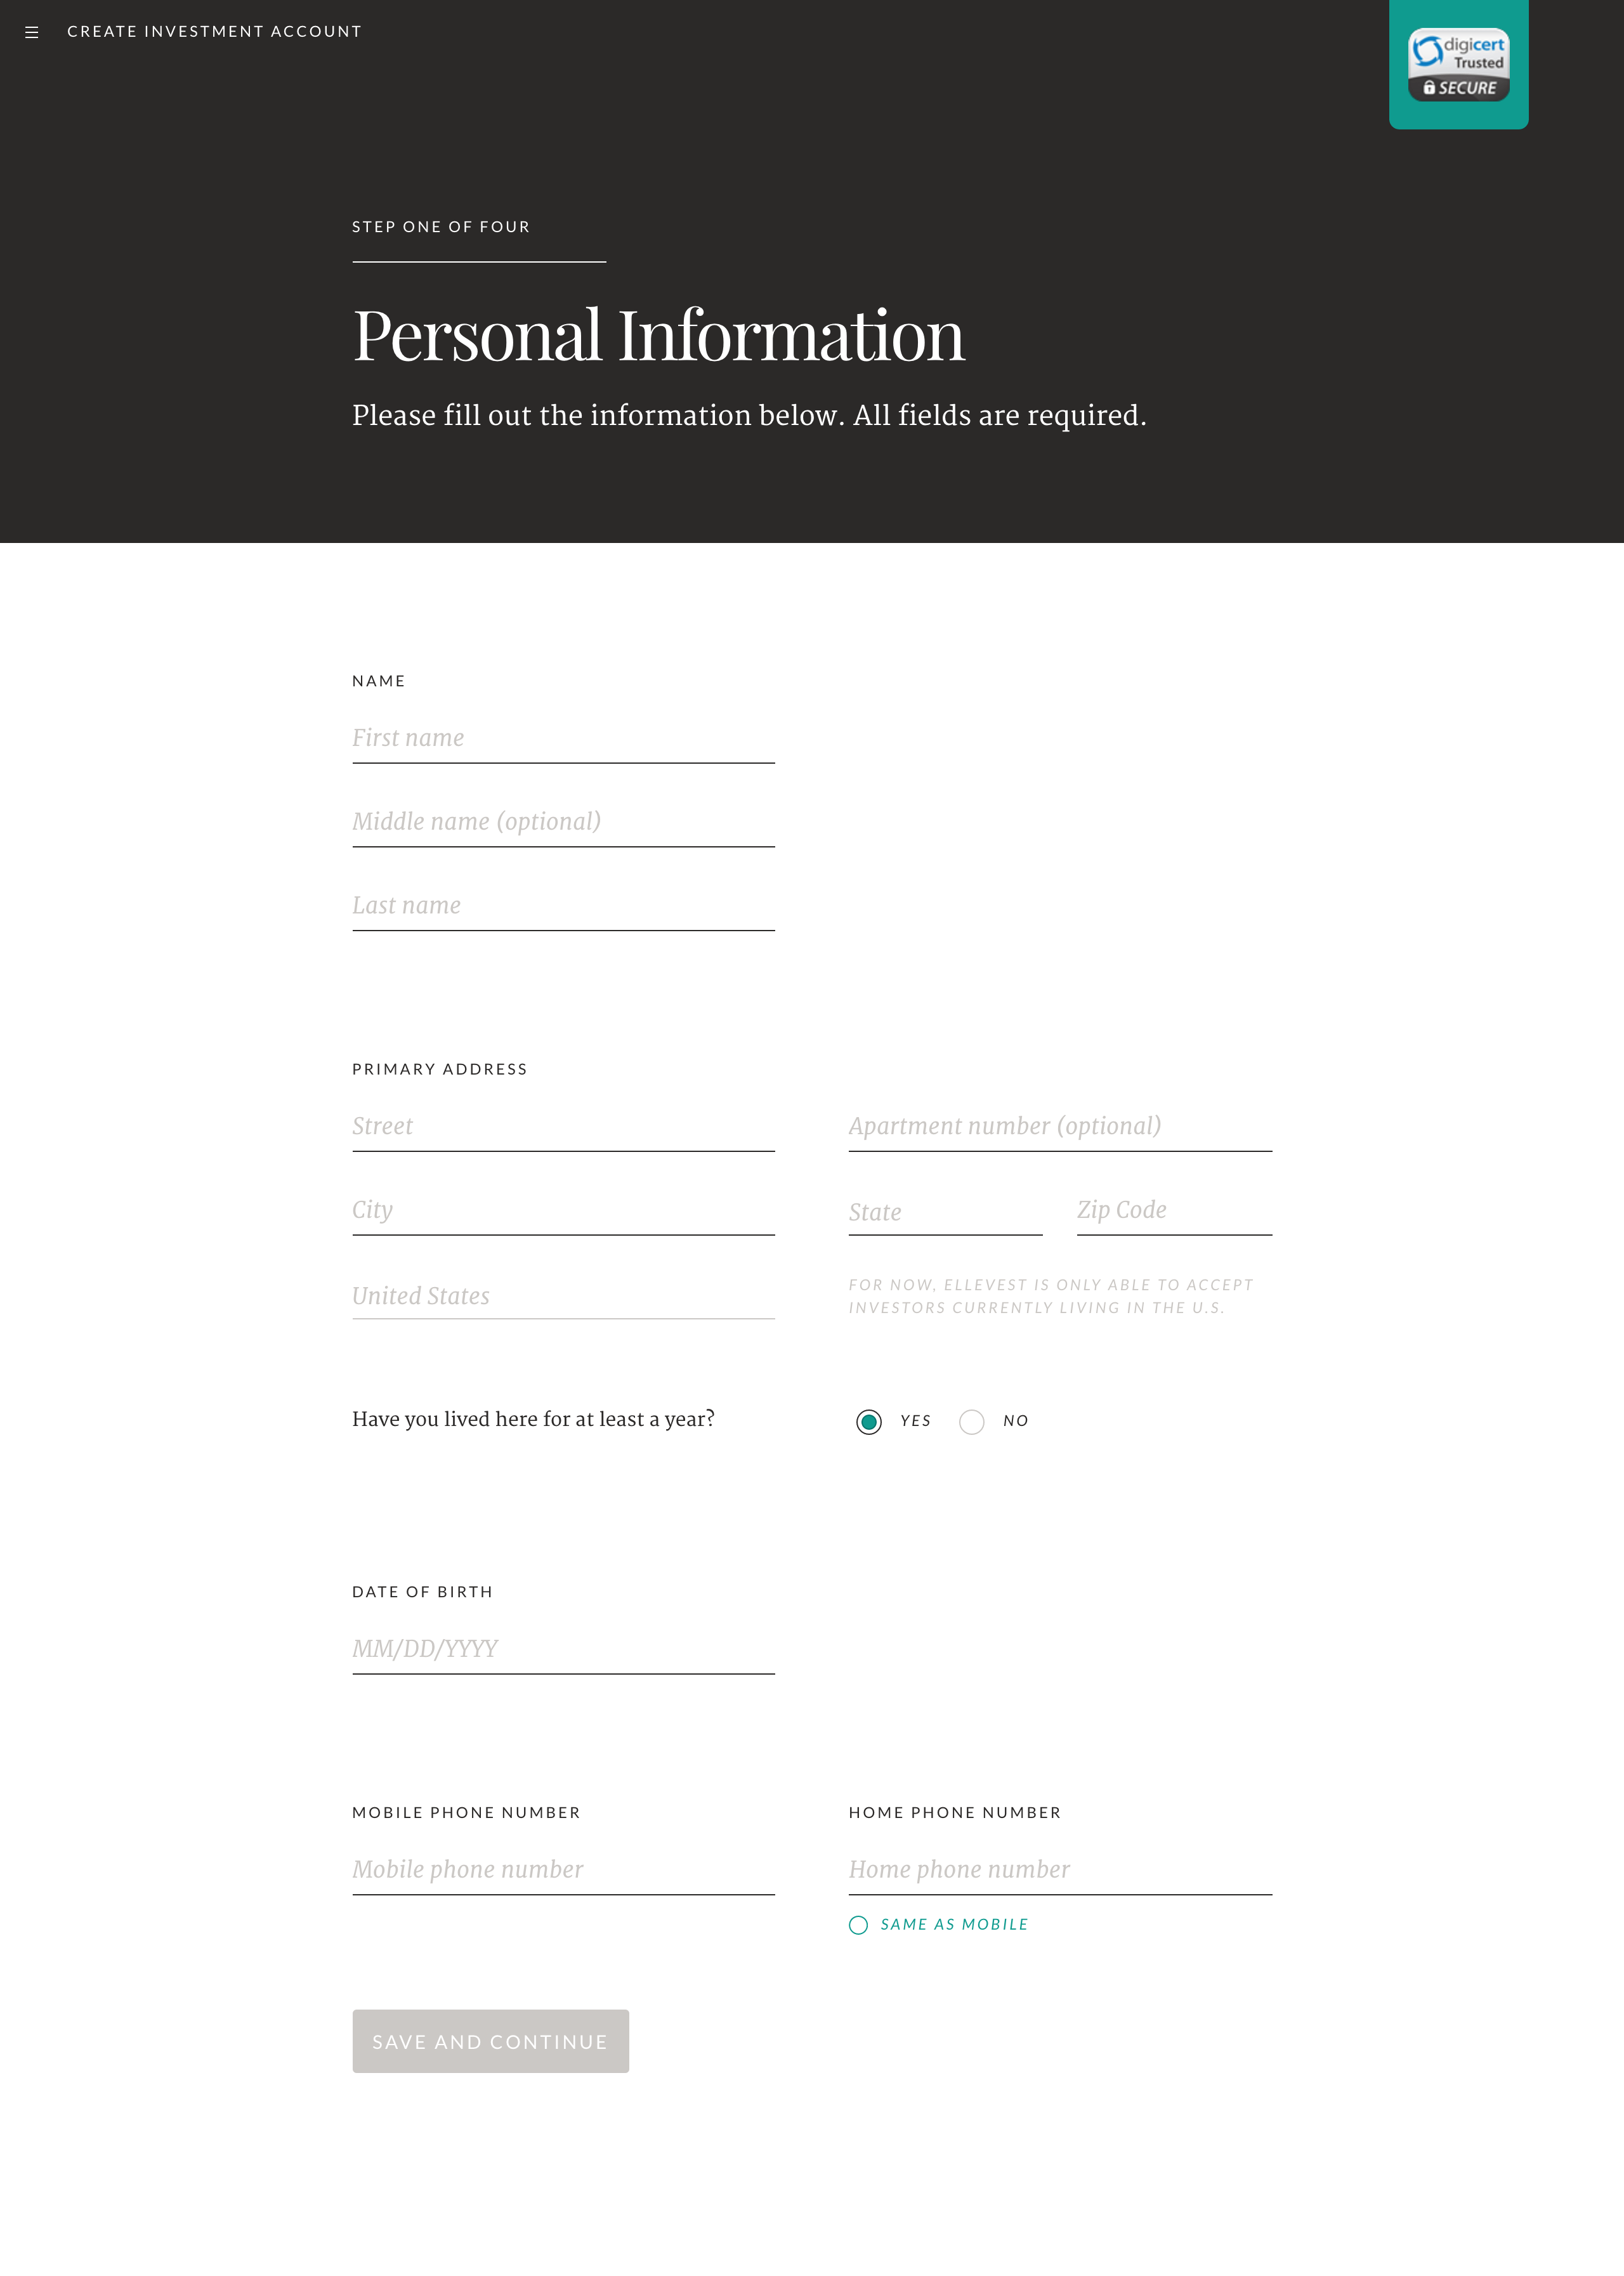 CREATE INVESTMENT ACCOUNT
digicert
Trusted
SECURE
STEP ONE OF FOUR
Personal Information
Please fill out the information below. All fields are required.
NAME
First name
Middle name (optional)
Last name
PRIMARY ADDRESS
Street
Apartment number (optional)
City
State
Zip Code
United States
FOR NOW, ELLEVEST IS ONLY ABLE TO ACCEPT
INVESTORS CURRENTLY LIVING IN THE U.S.
Have you lived here for at least a year?
YES
NO
DATE OF BIRTH
MM/DD/YYYY
MOBILE PHONE NUMBER
HOME PHONE NUMBER
Mobile phone number
Home phone number
SAME AS MOBILE
SAVE AND CONTINUE